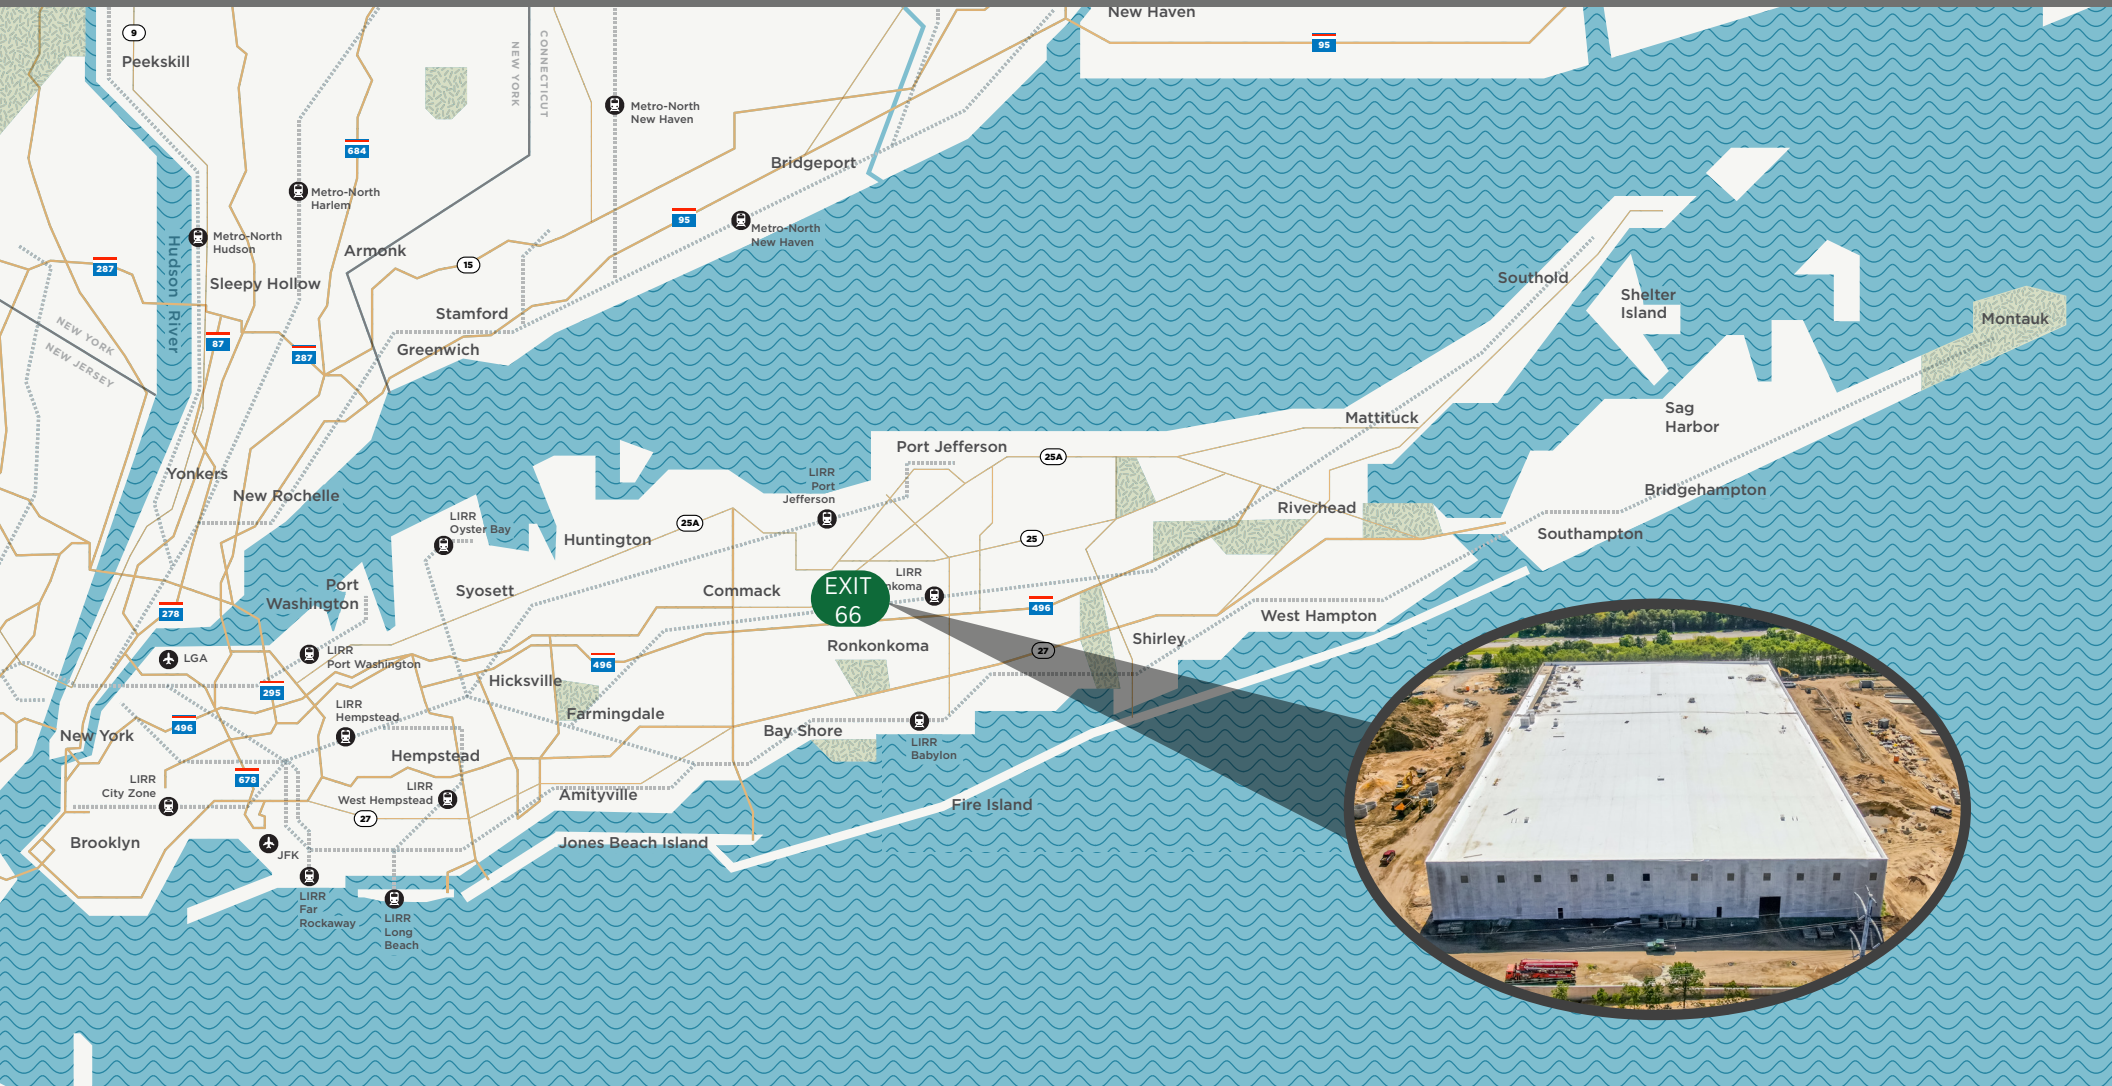 New Haven
95
9
Peekskill
NEW YORK
CONNECTICUT
Metro-North
New Haven
684
Bridgeport
Metro-North
Harlem
95
Metro-North
New Haven
Metro-North
Hudson
Hudson River
Armonk
15
287
Sleepy Hollow
Southold
Shelter
Island
Montauk
Stamford
NEW YORK
NEW JERSEY
87
287
Greenwich
Sag
Harbor
Mattituck
Port Jefferson
25A
LIRR
Port
Jefferson
Yonkers
New Rochelle
Bridgehampton
Riverhead
LIRR
Oyster Bay
25A
Huntington
25
Southampton
Port
Washington
Syosett
Commack
EXIT
66
LIRR
nkoma
496
278
West Hampton
Ronkonkoma
27
Shirley
LGA
LIRR
Port Washington
496
295
Hicksville
LIRR
Hempstead
Farmingdale
496
New York
Bay Shore
LIRR
Babylon
Hempstead
678
LIRR
City Zone
LIRR
West Hempstead
Amityville
Fire Island
27
Brooklyn
JFK
Jones Beach Island
LIRR
Far
Rockaway
LIRR
Long
Beach